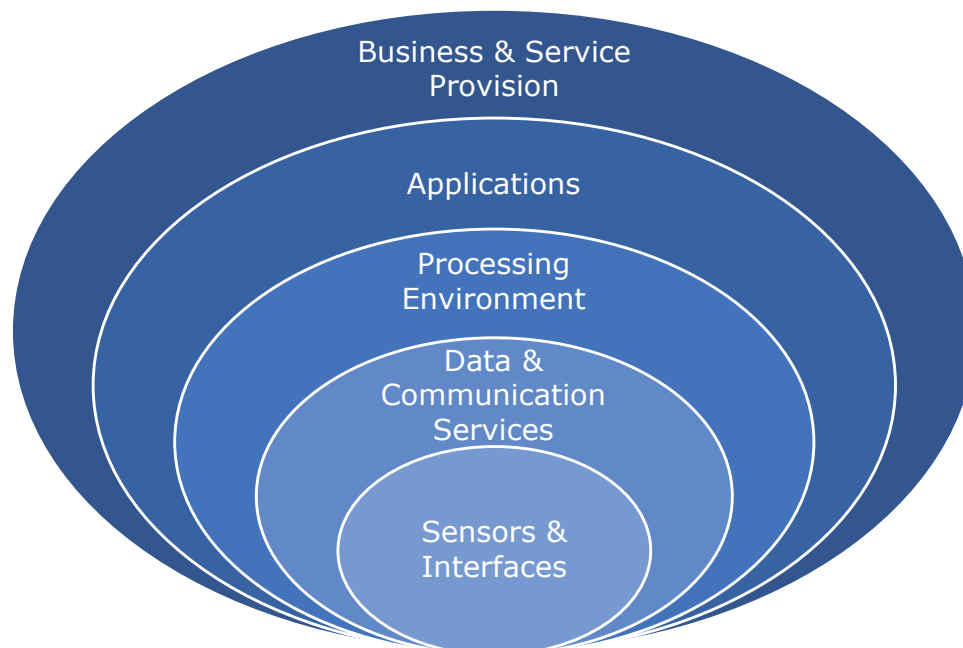 Business & Service
Provision
Applications
Processing
Environment
Data &
Communication
Services
Sensors &
Interfaces